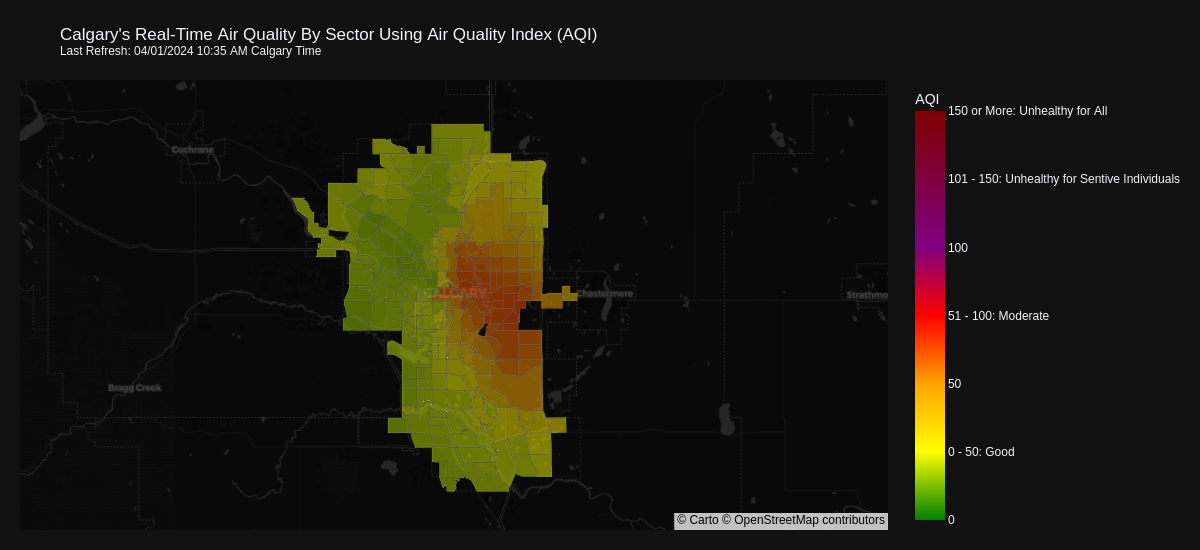 Calgary's Real-Time Air Quality By Sector Using Air Quality Index (AQI)
Last Refresh: 04/01/2024 10:35 AM Calgary Time
AQI
150 or More: Unhealthy for All
Cochrane
101 - 150: Unhealthy for Sentive Individuals
100
CALGARY
Chestermere
Strathmo
51 - 100: Moderate
50
Bragg Creek
0 - 50: Good
0
© Carto © OpenStreetMap contributors